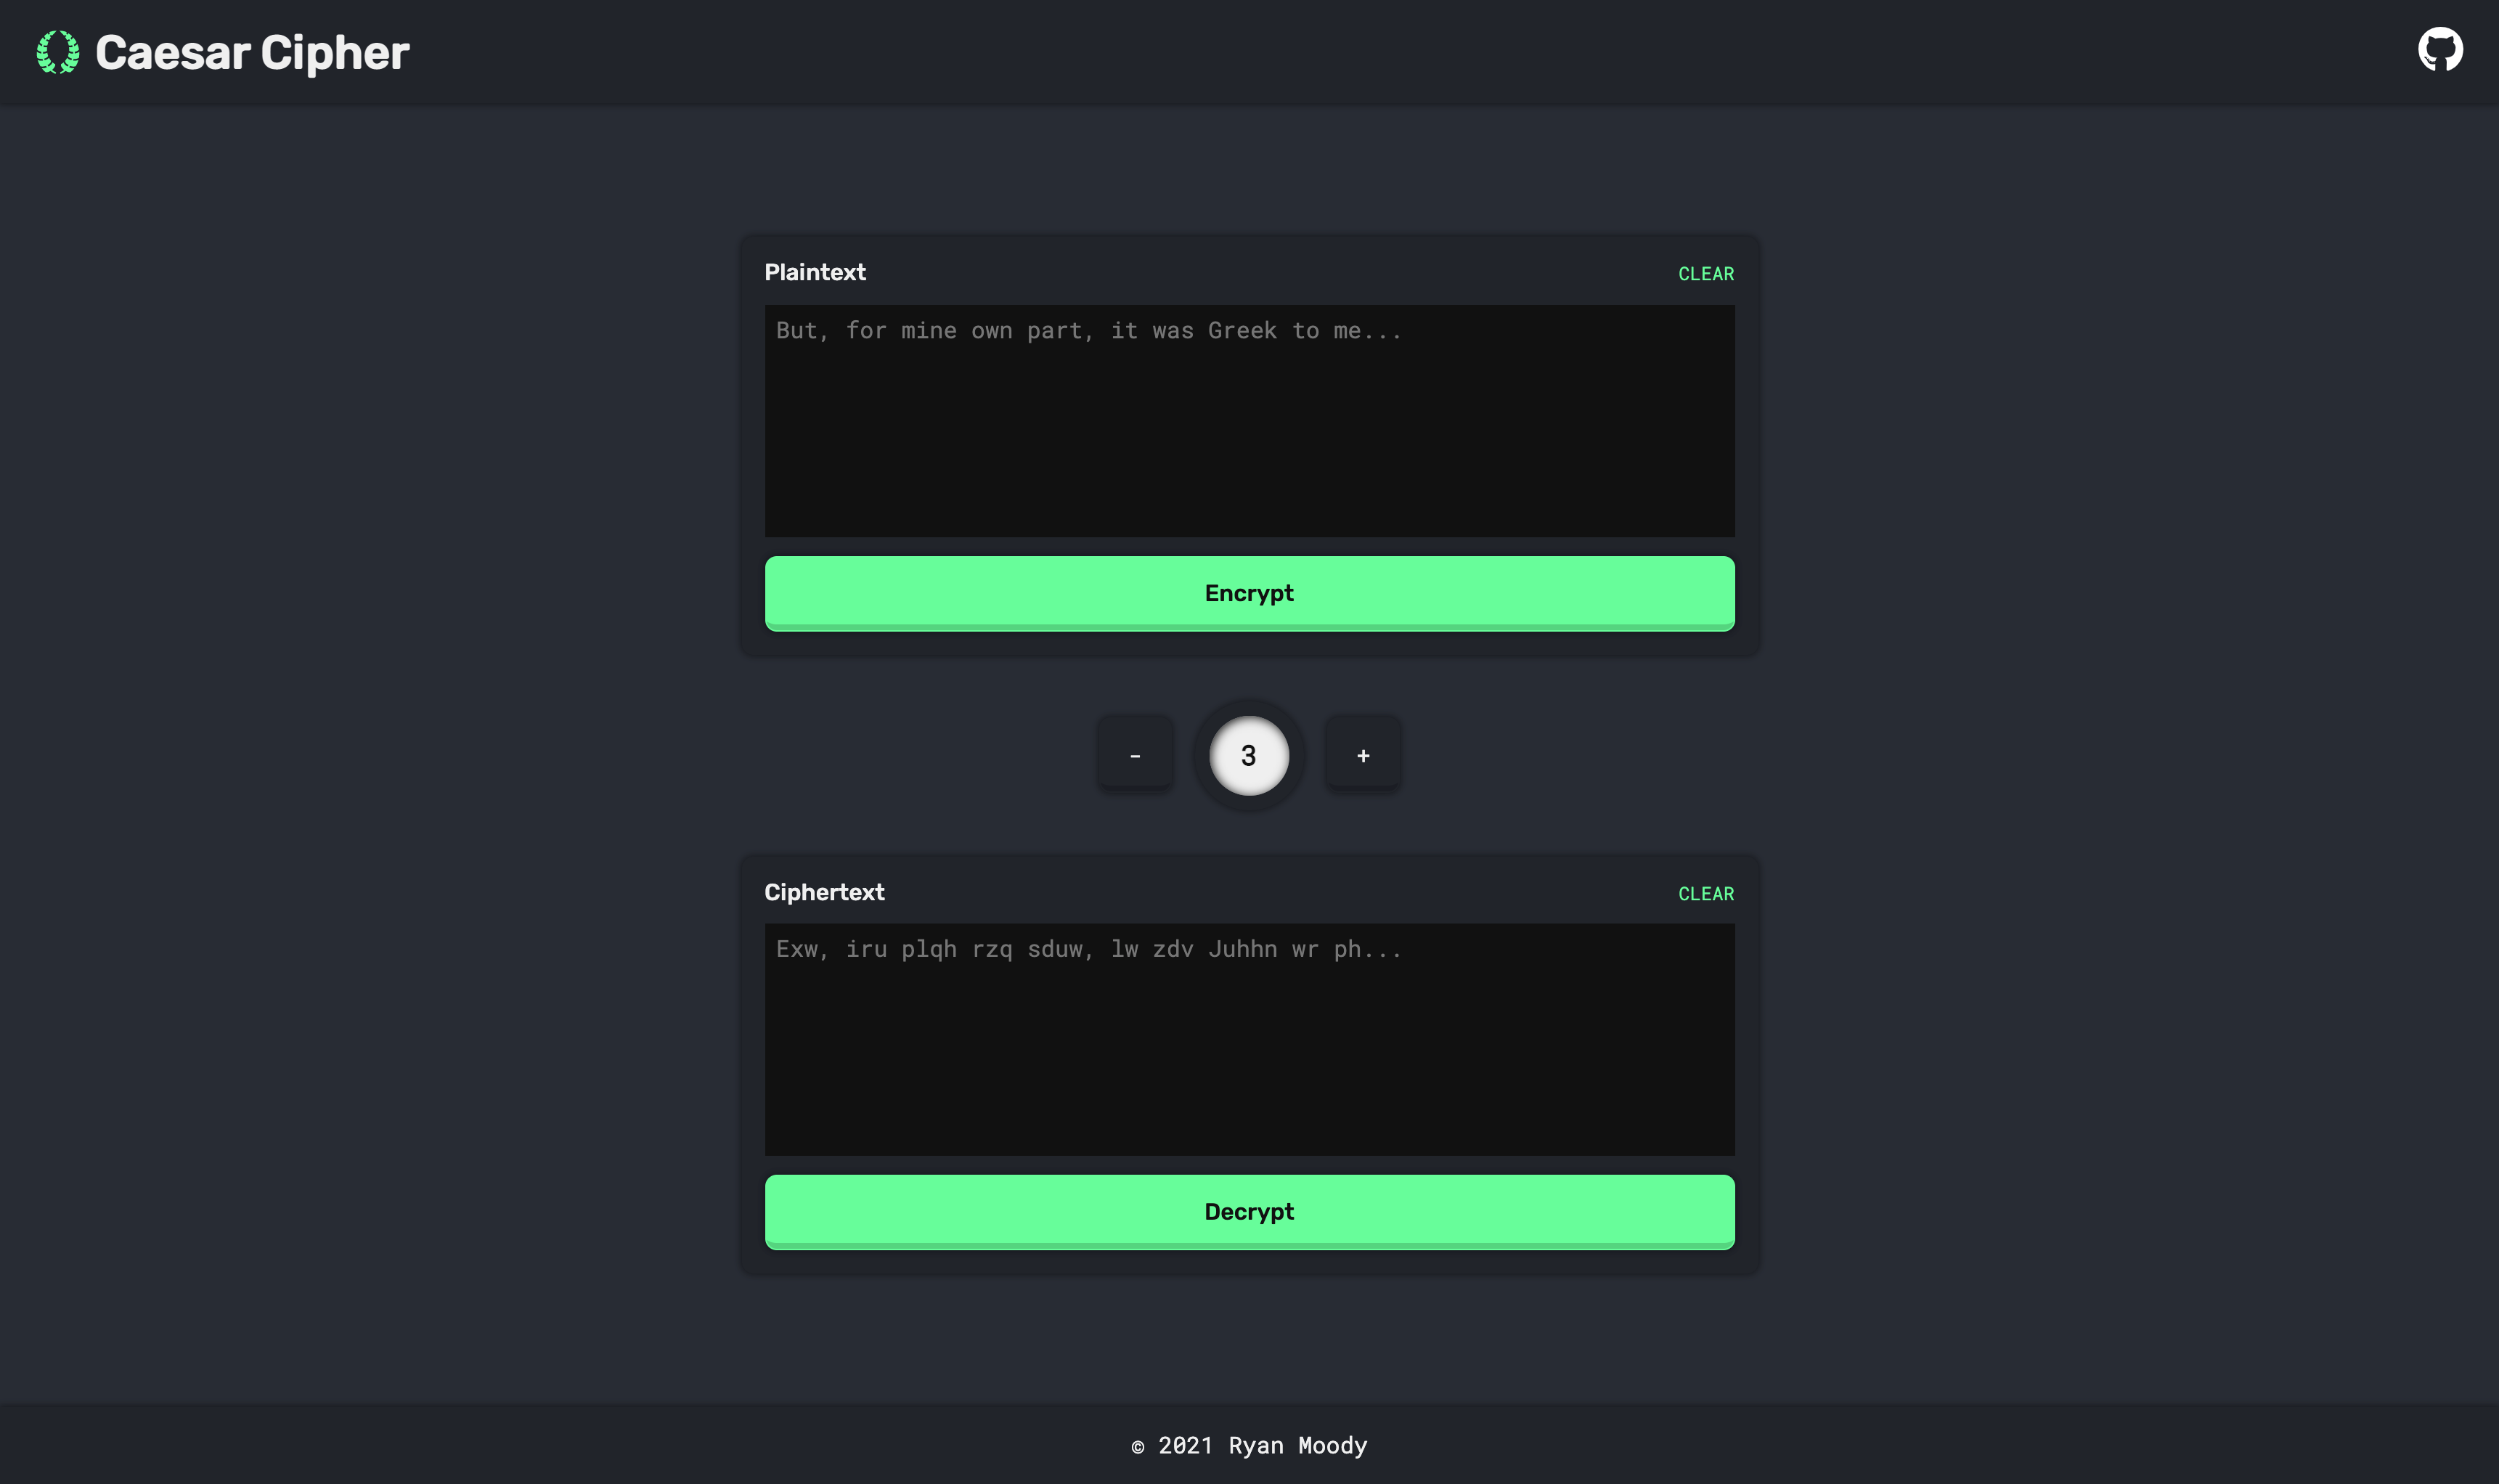 Caesar Cipher
Plaintext
CLEAR
But, for mine own part, it was Greek to me...
Encrypt
- 3 +
Ciphertext
CLEAR
Exw, iru plqh rzq sduw, lw zdv Juhhn wr ph...
Decrypt
© 2021 Ryan Moody